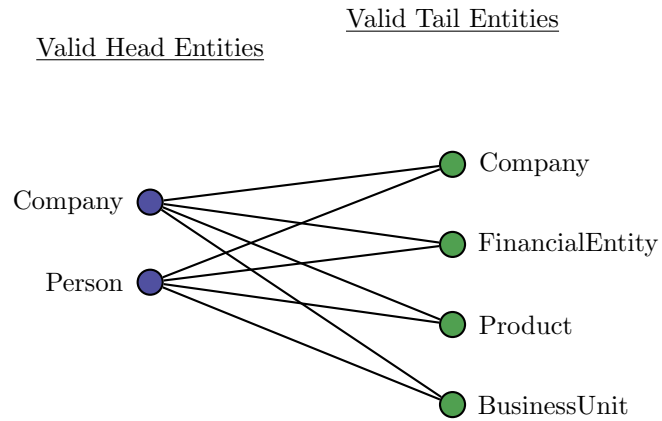 Valid Head Entities
Valid Tail Entities
Company
Person
Company
FinancialEntity
Product
BusinessUnit